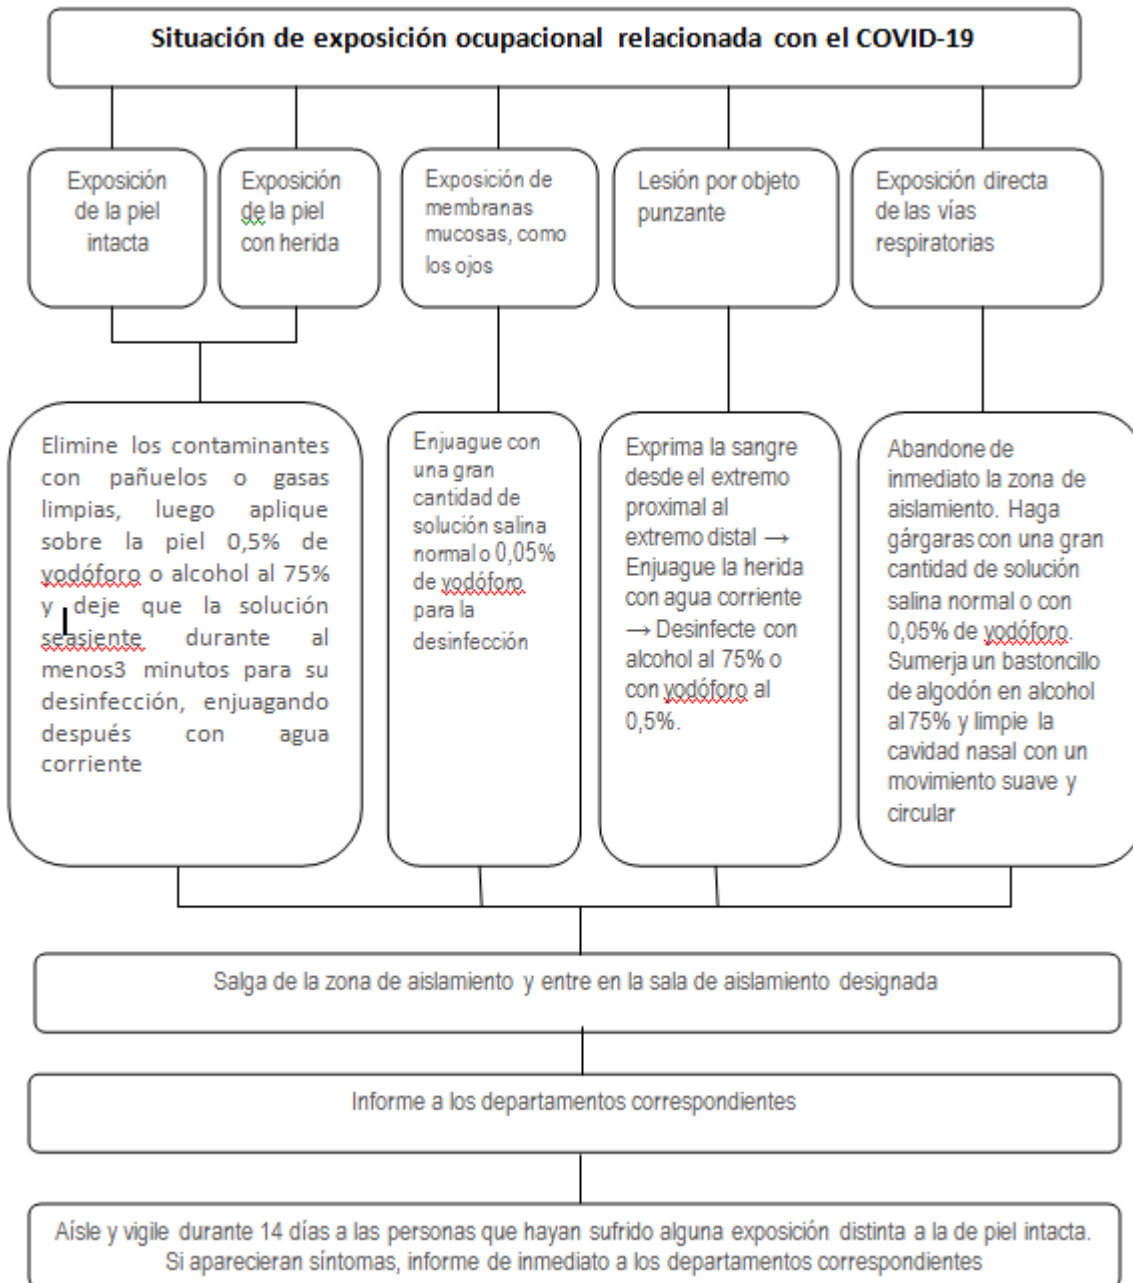 Situación de exposición ocupacional relacionada con el COVID-19
Exposición
de la piel
intacta
Exposición
de la piel
con herida
Exposición de
membranas
mucosas, como
los ojos
Lesión por objeto
punzante
Exposición directa
de las vías
respiratorias
Elimine los contaminantes
con pañuelos o gasas
limpias, luego aplique
sobre la piel 0,5% de
yodóforo o alcohol al 75%
y deje que la solución
seasiente durante al
menos3 minutos para su
desinfección, enjuagando
después con agua
corriente
Enjuague con
una gran
cantidad de
solución salina
normal o 0,05%
de yodóforo
para la
desinfección
Exprima la sangre
desde el extremo
proximal al
extremo distal →
Enjuague la herida
con agua corriente
→ Desinfecte con
alcohol al 75% o
con yodóforo al
0,5%.
Abandone de
inmediato la zona de
aislamiento. Haga
gárgaras con una gran
cantidad de solución
salina normal o con
0,05% de yodóforo.
Sumerja un bastoncillo
de algodón en alcohol
al 75% y limpie la
cavidad nasal con un
movimiento suave y
circular
Salga de la zona de aislamiento y entre en la sala de aislamiento designada
Informe a los departamentos correspondientes
Aísle y vigile durante 14 días a las personas que hayan sufrido alguna exposición distinta a la de piel intacta.
Si aparecieran síntomas, informe de inmediato a los departamentos correspondientes